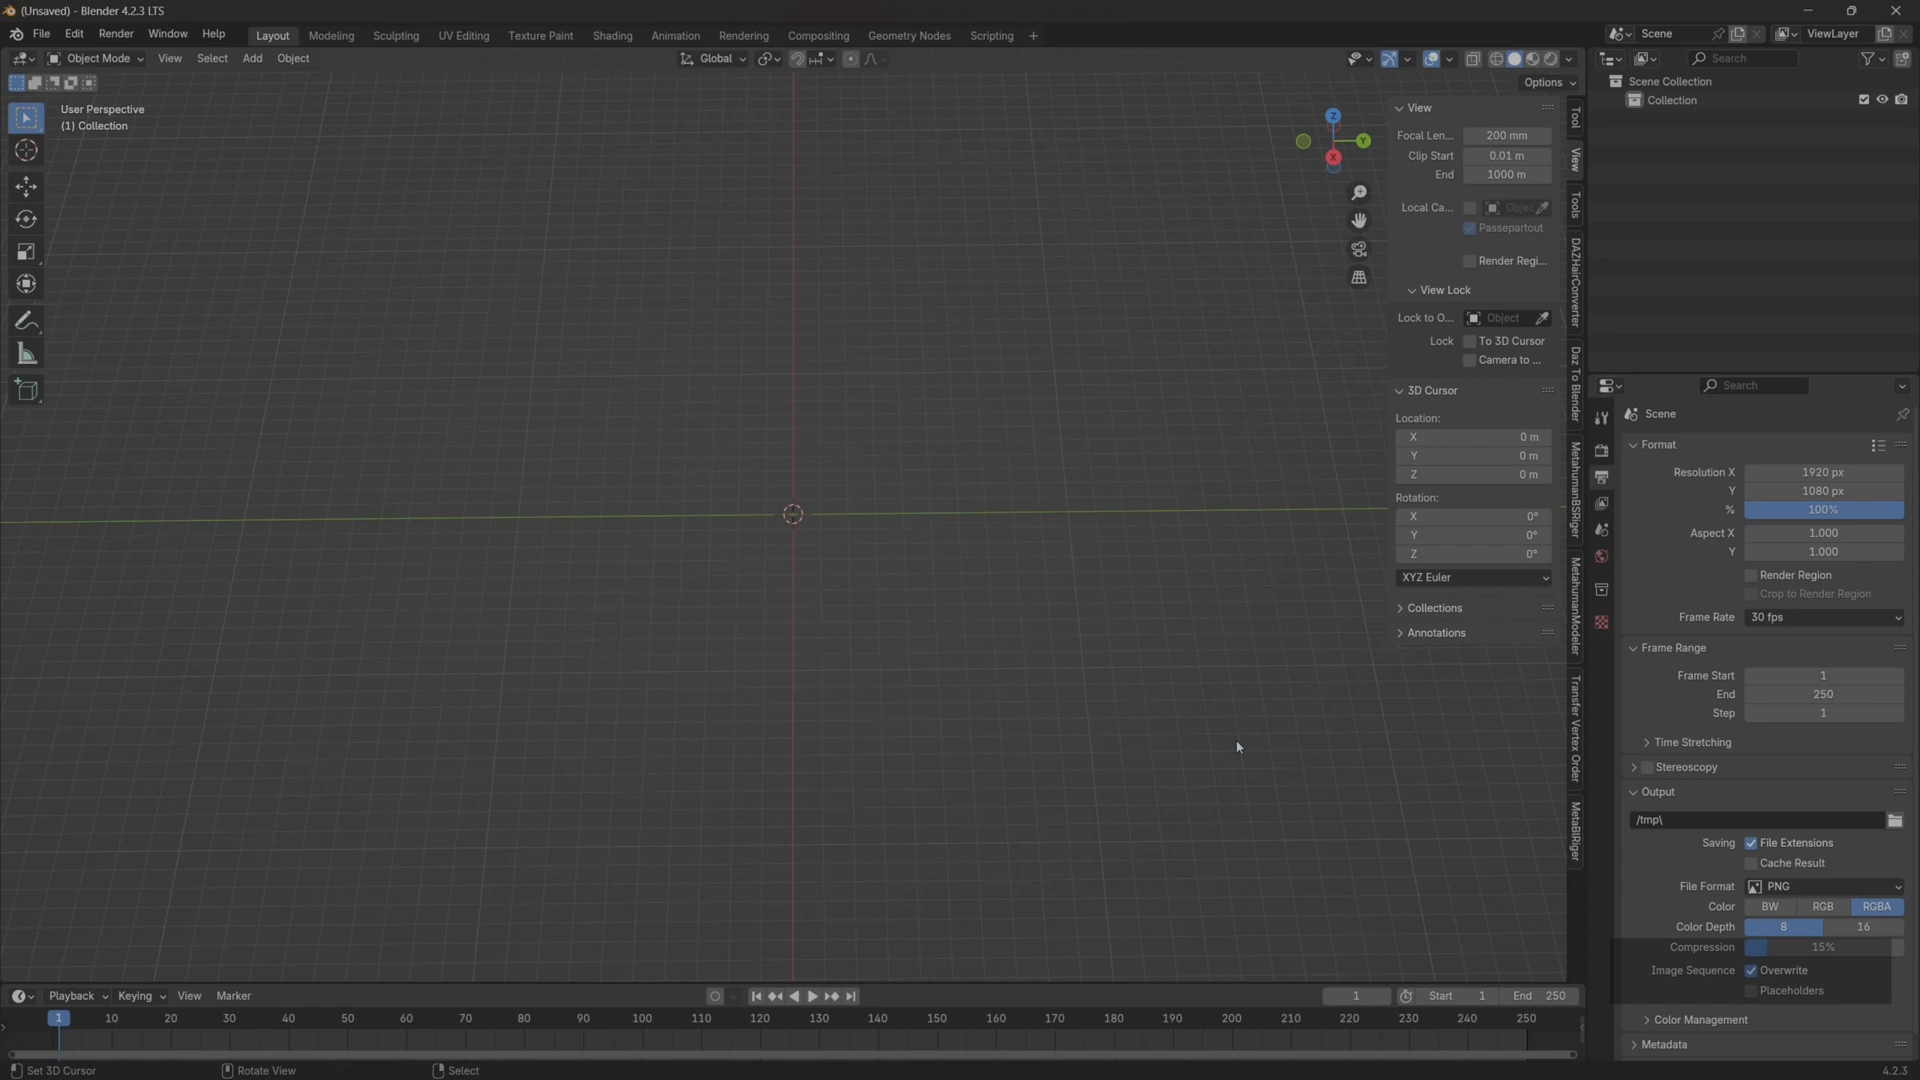 (Unsaved) - Blender 4.2.3 LTS
File Edit Render Window Help Layout Modeling Sculpting UV Editing Texture Paint Shading Animation Rendering Compositing Geometry Nodes Scripting + Scene ViewLayer
Object Mode View Select Add Object Global Search
Options
User Perspective
(1) Collection
Z
Y
X
View
Focal Len... 200 mm
Clip Start 0.01 m
End 1000 m
Local Ca... Objec
Passepartout
Render Regi...
View Lock
Lock to O... Object
Lock To 3D Cursor
Camera to ...
3D Cursor
Location:
X 0 m
Y 0 m
Z 0 m
Rotation:
X 0°
Y 0°
Z 0°
XYZ Euler
Collections
Annotations
Tool
View
Tools
DAZHairConverter
Daz To Blender
MetahumanBSRiger
MetahumanModeler
Transfer Vertex Order
MetaBlRiger
Scene Collection
Collection
Search
Scene
Format
Resolution X 1920 px
Y 1080 px
% 100%
Aspect X 1.000
Y 1.000
Render Region
Crop to Render Region
Frame Rate 30 fps
Frame Range
Frame Start 1
End 250
Step 1
Time Stretching
Stereoscopy
Output
/tmp\
Saving File Extensions
Cache Result
File Format PNG
Color BW RGB RGBA
Color Depth 8 16
Compression 15%
Image Sequence Overwrite
Placeholders
Color Management
Metadata
Playback Keying View Marker 1 Start 1 End 250
1 10 20 30 40 50 60 70 80 90 100 110 120 130 140 150 160 170 180 190 200 210 220 230 240 250
Set 3D Cursor Rotate View Select 4.2.3